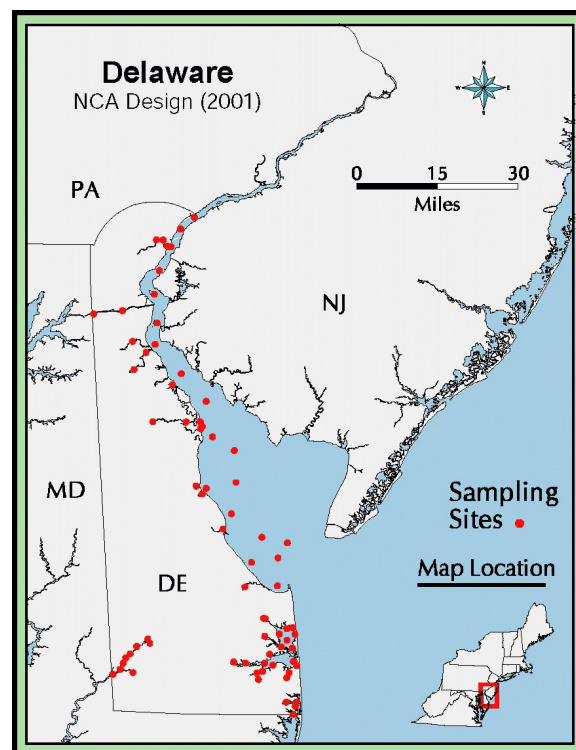 Delaware
NCA Design (2001)
N
W E
S
PA
0 15 30
Miles
NJ
MD
Sampling
Sites
Map Location
DE